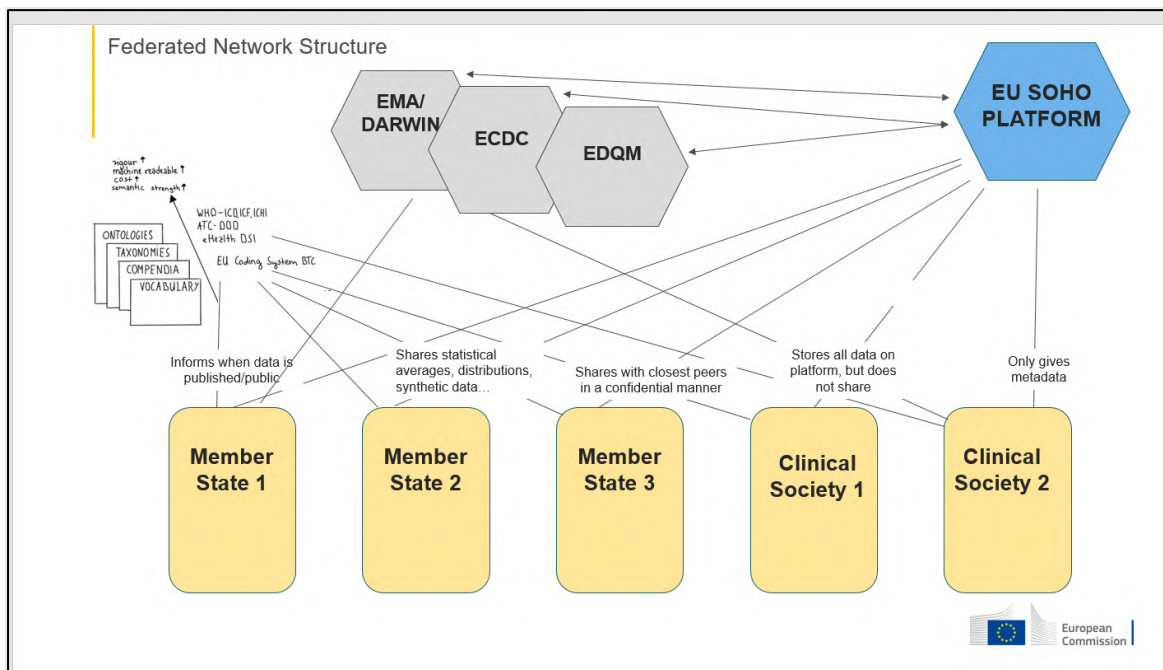 Federated Network Structure
EMA/
DARWIN
ECDC
EDQM
EU SOHO
PLATFORM
rigour ↑
machine readable ↑
cost ↑
semantic strength ↑
WHO-ICD,ICF,ICHI
ATC-DDD
eHealth DSI
EU Coding System BTC
ONTOLOGIES
TAXONOMIES
COMPENDIA
VOCABULARY
Informs when data is
published/public
Shares statistical
averages, distributions,
synthetic data…
Shares with closest peers
in a confidential manner
Stores all data on
platform, but does
not share
Only gives
metadata
Member
State 1
Member
State 2
Member
State 3
Clinical
Society 1
Clinical
Society 2
European
Commission